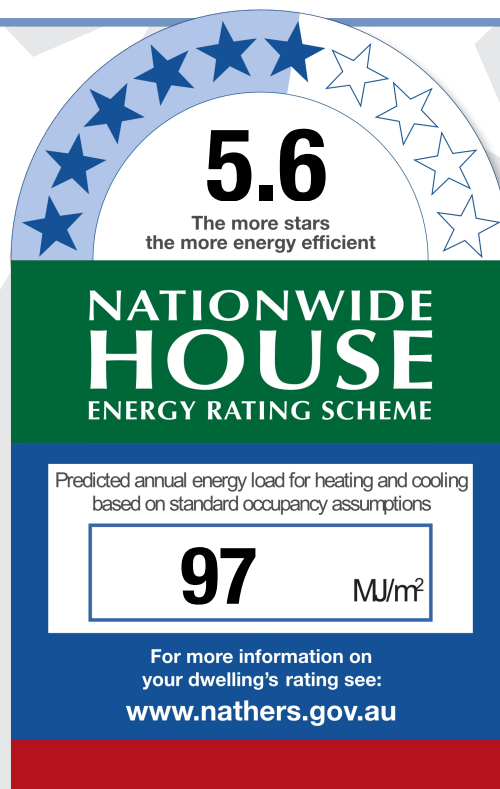 5.6
The more stars
the more energy efficient
NATIONWIDE
HOUSE
ENERGY RATING SCHEME
Predicted annual energy load for heating and cooling
based on standard occupancy assumptions
97 MJ/m²
For more information on
your dwelling's rating see:
www.nathers.gov.au